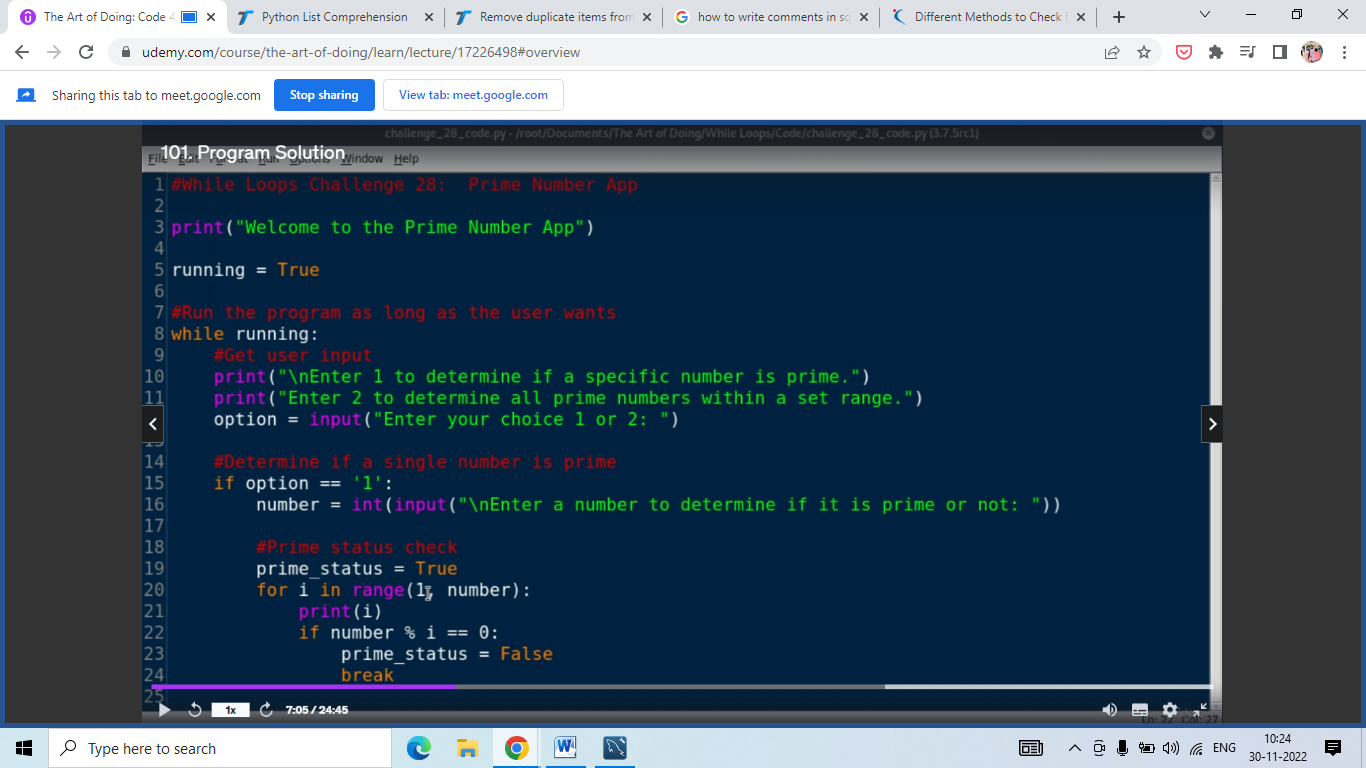 The Art of Doing: Code 4
Python List Comprehension
Remove duplicate items from
how to write comments in sq
Different Methods to Check f
udemy.com/course/the-art-of-doing/learn/lecture/17226498#overview
Sharing this tab to meet.google.com
Stop sharing
View tab: meet.google.com
challenge_28_code.py - /root/Documents/The Art of Doing/While Loops/Code/challenge_28_code.py (3.7.5rc1)
101. Program Solution
File Edit Format Run Options Window Help
1 #While Loops Challenge 28:  Prime Number App
2
3 print("Welcome to the Prime Number App")
4
5 running = True
6
7 #Run the program as long as the user wants
8 while running:
9     #Get user input
10     print("\nEnter 1 to determine if a specific number is prime.")
11     print("Enter 2 to determine all prime numbers within a set range.")
option = input("Enter your choice 1 or 2: ")
14     #Determine if a single number is prime
15     if option == '1':
16         number = int(input("\nEnter a number to determine if it is prime or not: "))
17
18         #Prime status check
19         prime_status = True
20         for i in range(1, number):
21             print(i)
22             if number % i == 0:
23                 prime_status = False
24                 break
25
1x
7:05 / 24:45
Ln: 27 Col: 27
Type here to search
ENG
10:24
30-11-2022